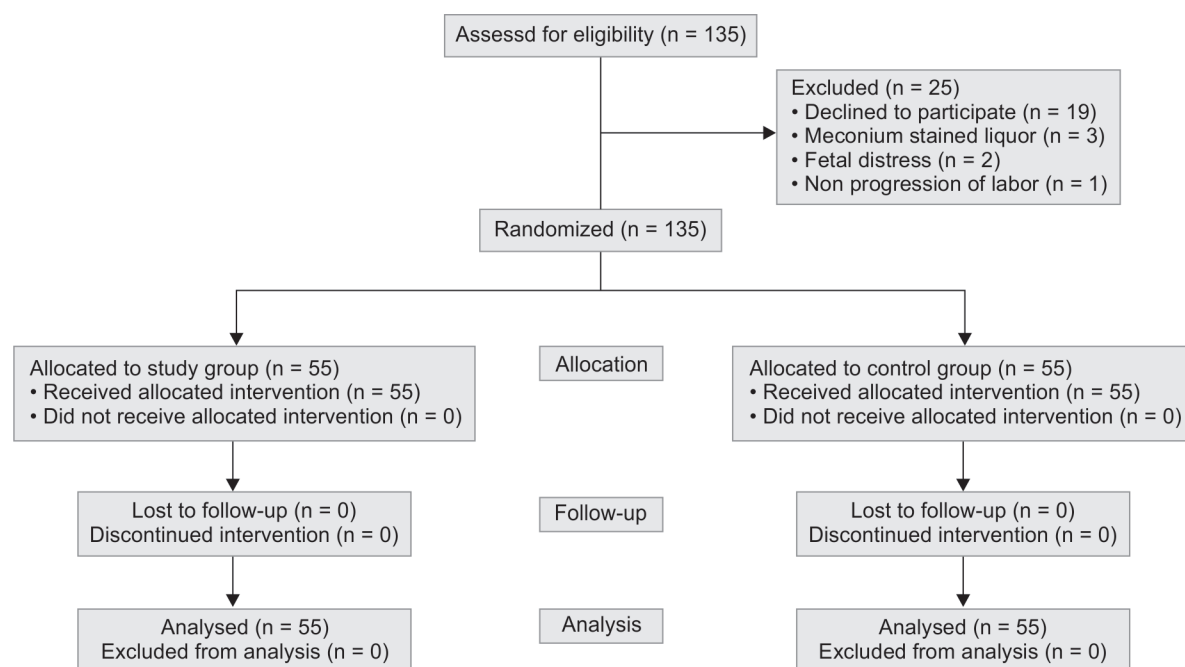 Assessd for eligibility (n = 135)
Excluded (n = 25)
• Declined to participate (n = 19)
• Meconium stained liquor (n = 3)
• Fetal distress (n = 2)
• Non progression of labor (n = 1)
Randomized (n = 135)
Allocated to study group (n = 55)
• Received allocated intervention (n = 55)
• Did not receive allocated intervention (n = 0)
Allocation
Allocated to control group (n = 55)
• Received allocated intervention (n = 55)
• Did not receive allocated intervention (n = 0)
Lost to follow-up (n = 0)
Discontinued intervention (n = 0)
Follow-up
Lost to follow-up (n = 0)
Discontinued intervention (n = 0)
Analysed (n = 55)
Excluded from analysis (n = 0)
Analysis
Analysed (n = 55)
Excluded from analysis (n = 0)